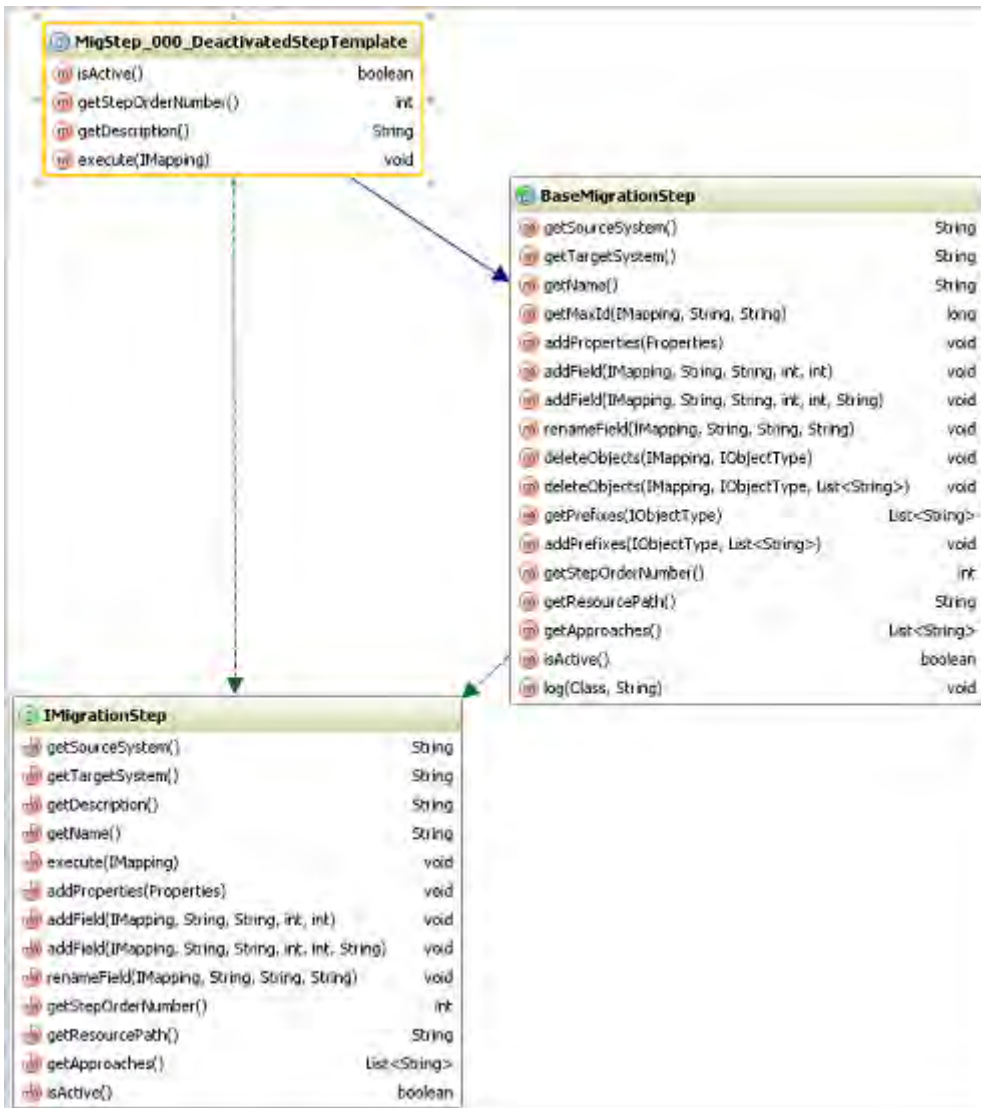 MigStep_000_DeactivatedStepTemplate
isActive() boolean
getStepOrderNumber() int
getDescription() String
execute(IMapping) void
BaseMigrationStep
getSourceSystem() String
getTargetSystem() String
getName() String
getMaxId(IMapping, String, String) long
addProperties(Properties) void
addField(IMapping, String, String, int, int) void
addField(IMapping, String, String, int, int, String) void
renameField(IMapping, String, String, String) void
deleteObjects(IMapping, IObjectType) void
deleteObjects(IMapping, IObjectType, List<String>) void
getPrefixes(IObjectType) List<String>
addPrefixes(IObjectType, List<String>) void
getStepOrderNumber() int
getResourcePath() String
getApproaches() List<String>
isActive() boolean
log(Class, String) void
IMigrationStep
getSourceSystem() String
getTargetSystem() String
getDescription() String
getName() String
execute(IMapping) void
addProperties(Properties) void
addField(IMapping, String, String, int, int) void
addField(IMapping, String, String, int, int, String) void
renameField(IMapping, String, String, String) void
getStepOrderNumber() int
getResourcePath() String
getApproaches() List<String>
isActive() boolean